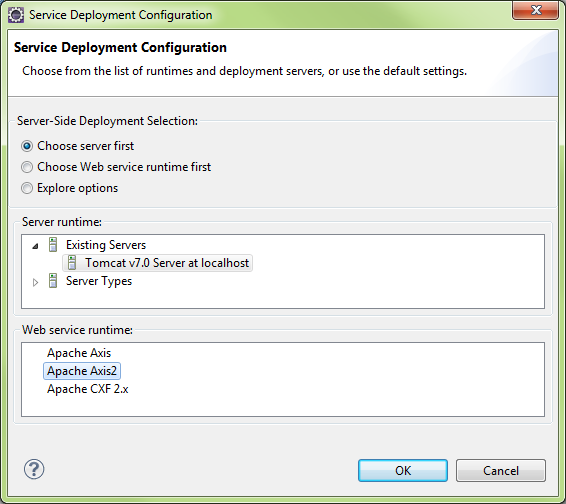 Service Deployment Configuration
Service Deployment Configuration
Choose from the list of runtimes and deployment servers, or use the default settings.
Server-Side Deployment Selection:
Choose server first
Choose Web service runtime first
Explore options
Server runtime:
Existing Servers
Tomcat v7.0 Server at localhost
Server Types
Web service runtime:
Apache Axis
Apache Axis2
Apache CXF 2.x
?
OK
Cancel